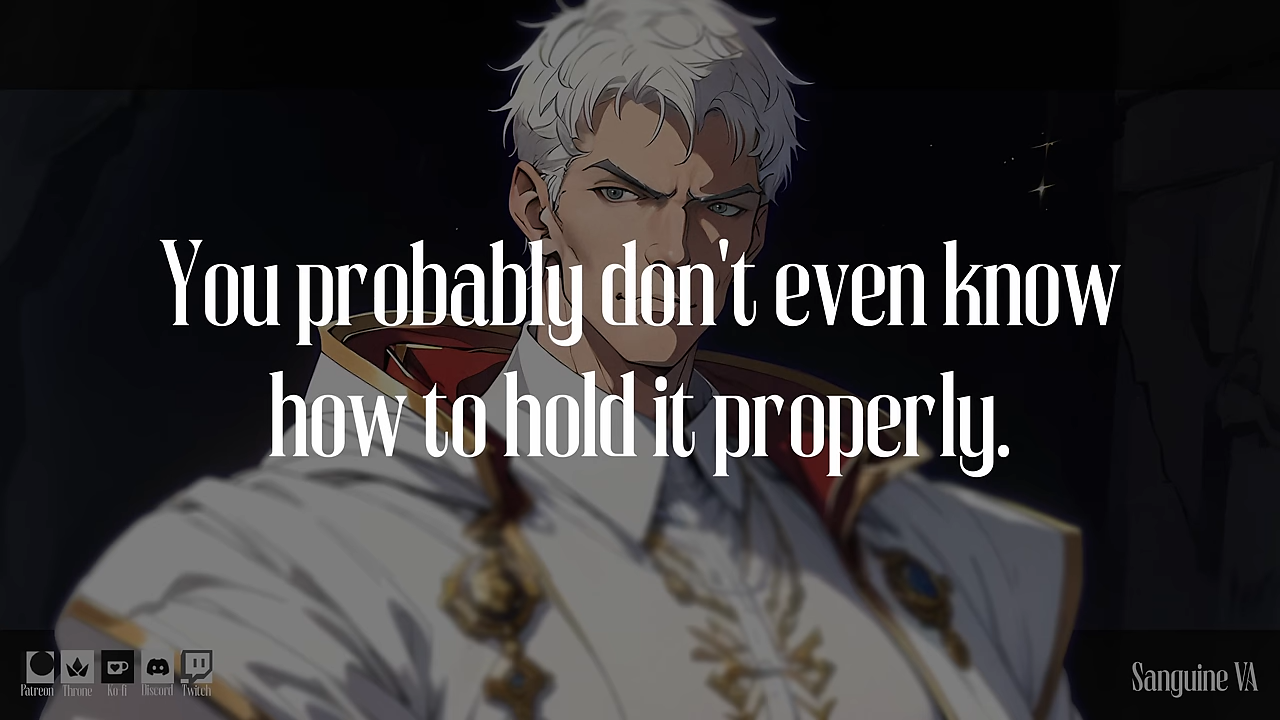 You probably don't even know
how to hold it properly.
Patreon Throne Ko-fi Discord Twitch
Sanguine VA